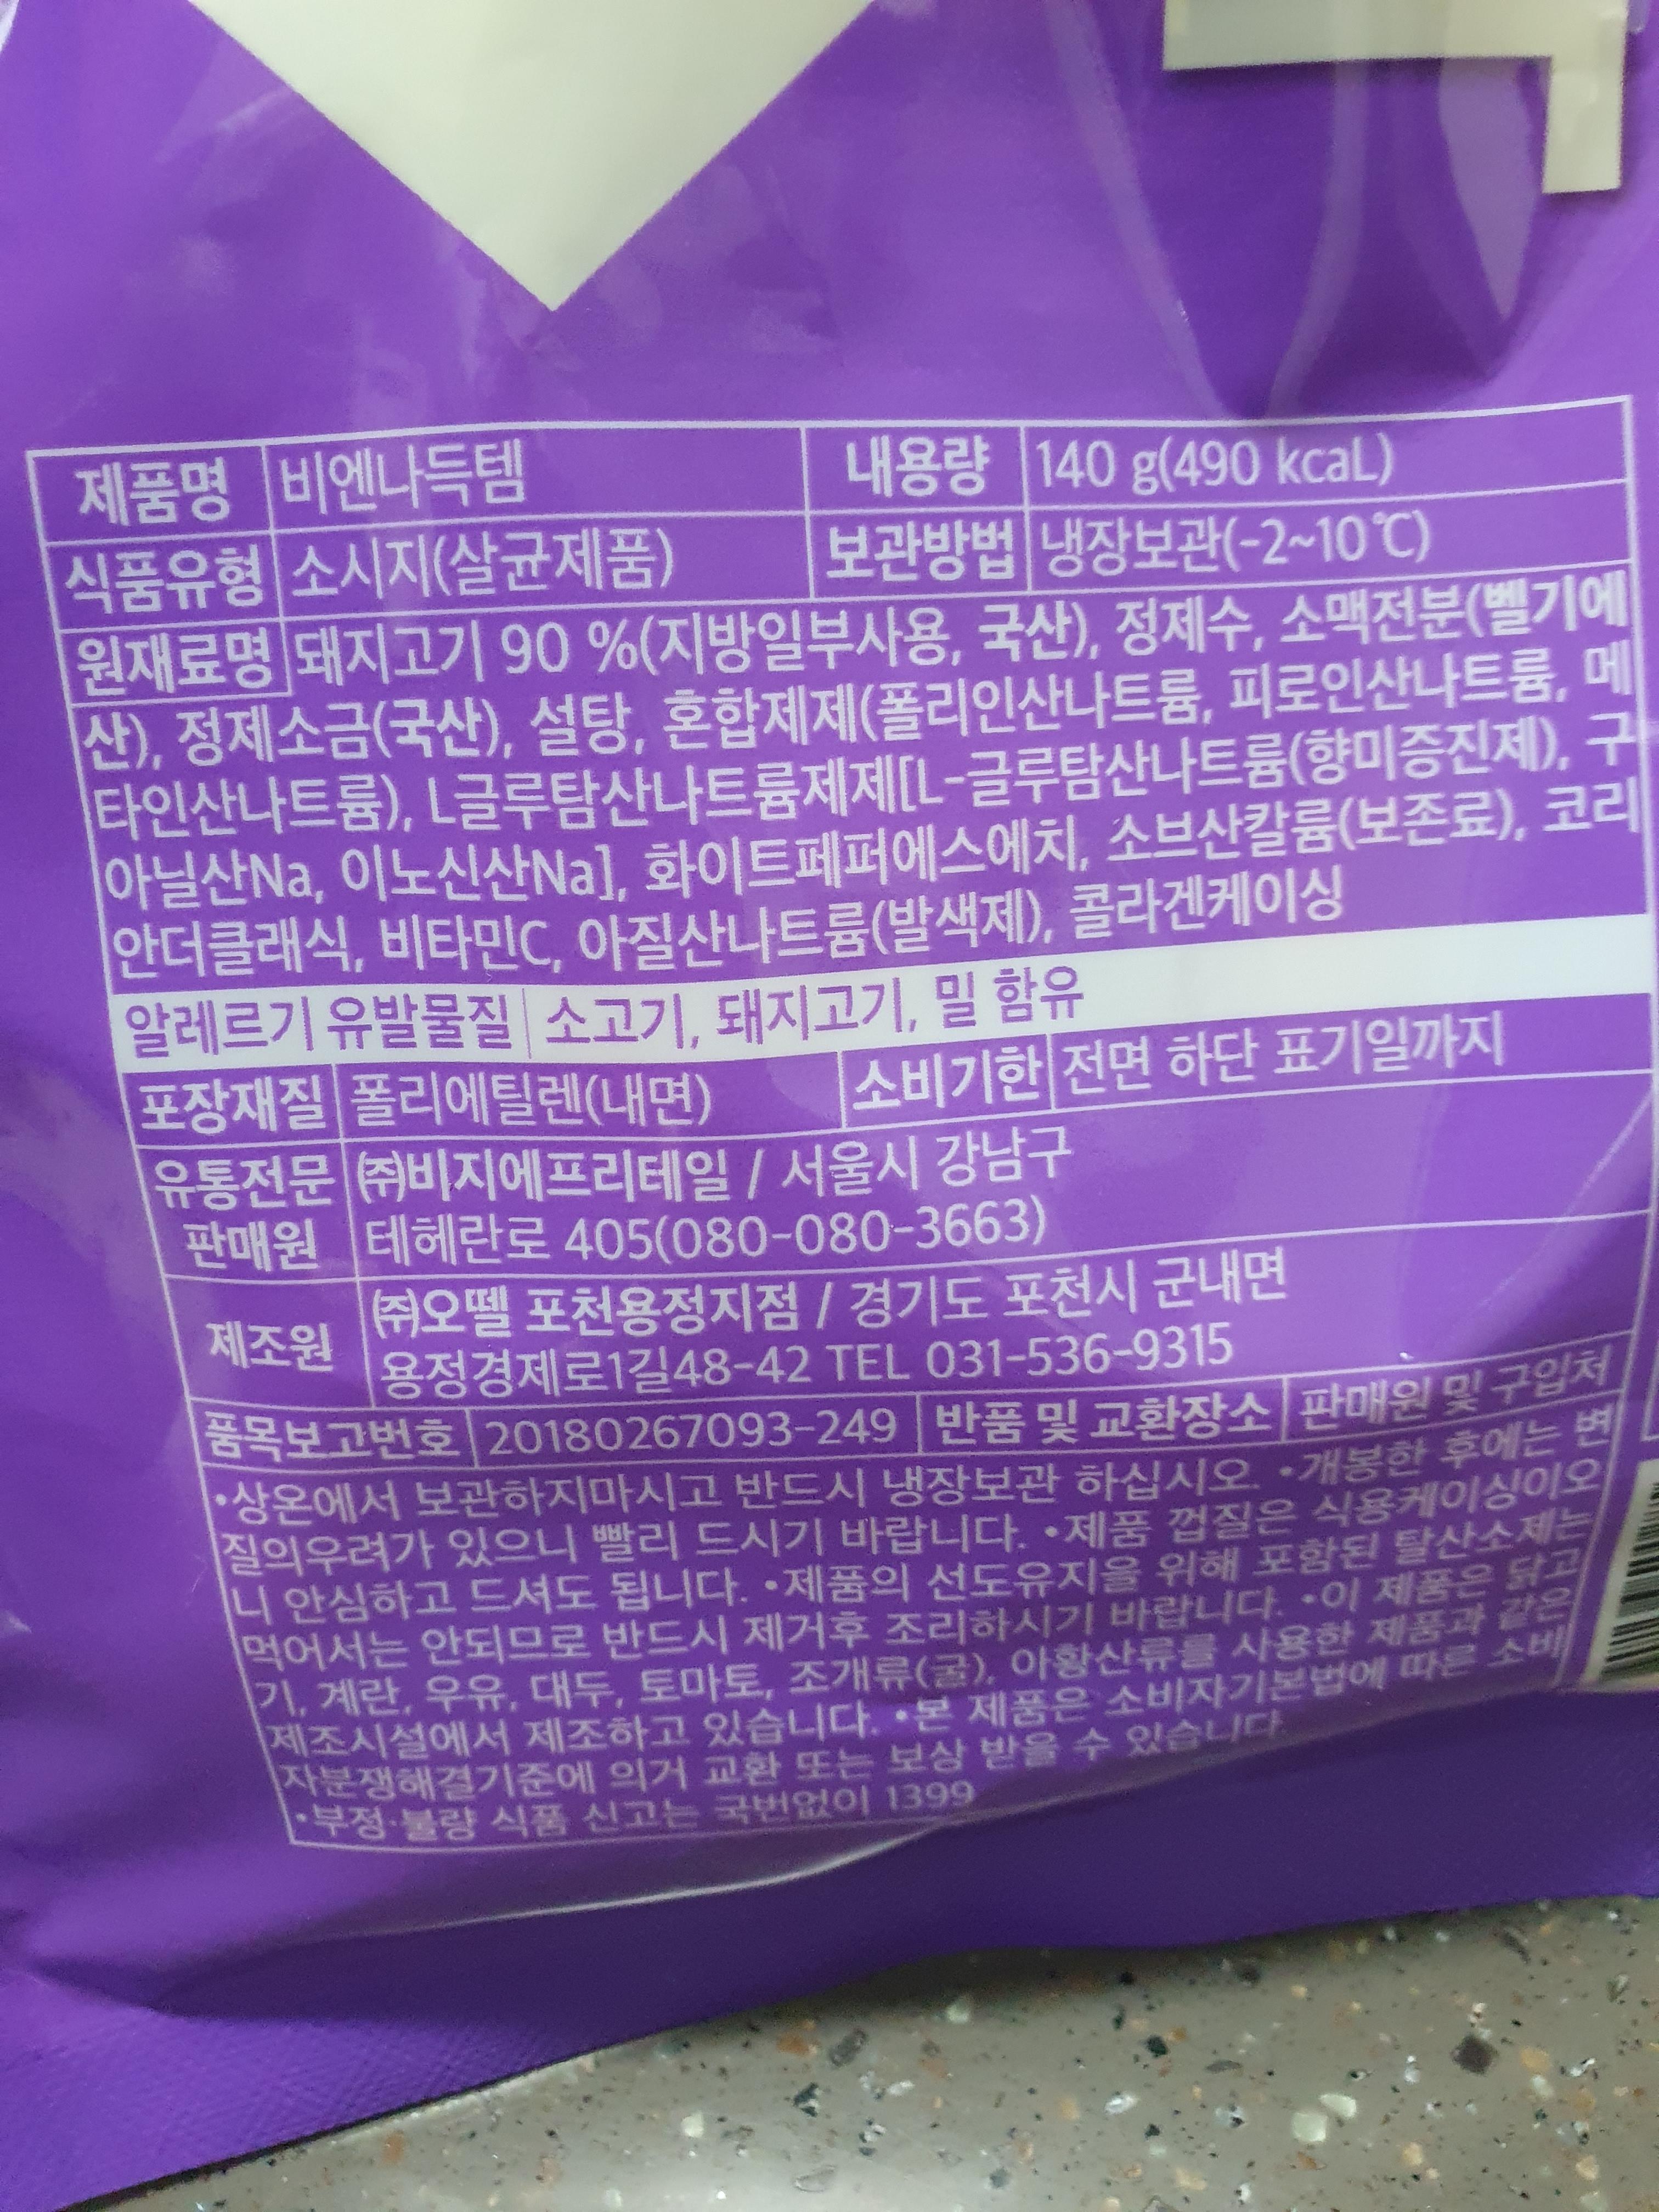 제품명 비엔나득템 내용량 140 g(490 kcaL)
식품유형 소시지(살균제품) 보관방법 냉장보관(-2~10℃)
원재료명 돼지고기 90 %(지방일부사용, 국산), 정제수, 소맥전분(벨기에
산), 정제소금(국산), 설탕, 혼합제제(폴리인산나트륨, 피로인산나트륨, 메
타인산나트륨), L글루탐산나트륨제제[L-글루탐산나트륨(향미증진제), 구
아닐산Na, 이노신산Na], 화이트페퍼에스에치, 소브산칼륨(보존료), 코리
안더클래식, 비타민C, 아질산나트륨(발색제), 콜라겐케이싱
알레르기 유발물질 소고기, 돼지고기, 밀 함유
포장재질 폴리에틸렌(내면) 소비기한 전면 하단 표기일까지
유통전문 ㈜비지에프리테일 / 서울시 강남구
판매원 테헤란로 405(080-080-3663)
제조원 ㈜오뗄 포천용정지점 / 경기도 포천시 군내면
용정경제로1길48-42 TEL 031-536-9315
품목보고번호 20180267093-249 반품 및 교환장소 판매원 및 구입처
•상온에서 보관하지마시고 반드시 냉장보관 하십시오. •개봉한 후에는 변
질의우려가 있으니 빨리 드시기 바랍니다. •제품 껍질은 식용케이싱이오
니 안심하고 드셔도 됩니다. •제품의 선도유지을 위해 포함된 탈산소제는
먹어서는 안되므로 반드시 제거후 조리하시기 바랍니다. •이 제품은 닭고
기, 계란, 우유, 대두, 토마토, 조개류(굴), 아황산류를 사용한 제품과 같은
제조시설에서 제조하고 있습니다. •본 제품은 소비자기본법에 따른 소비
자분쟁해결기준에 의거 교환 또는 보상 받을 수 있습니다.
•부정·불량 식품 신고는 국번없이 1399